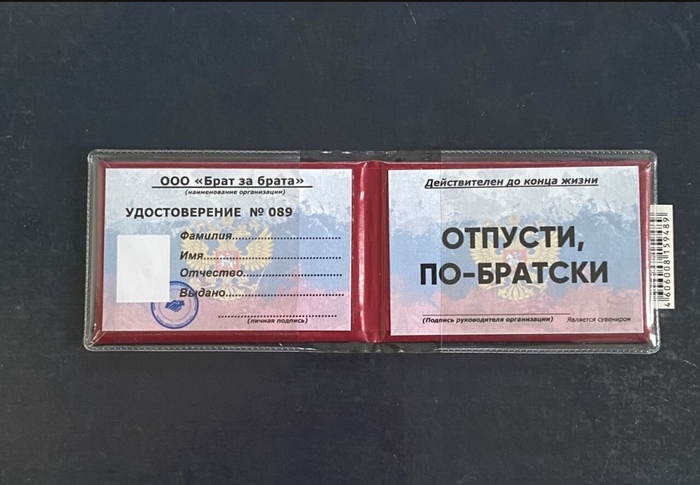 ООО «Брат за брата»
(наименование организации)
УДОСТОВЕРЕНИЕ № 089
Фамилия
Имя
Отчество
Выдано
(личная подпись)
Действителен до конца жизни
ОТПУСТИ,
ПО-БРАТСКИ
(Подпись руководителя организации) Является сувениром
4606008159489